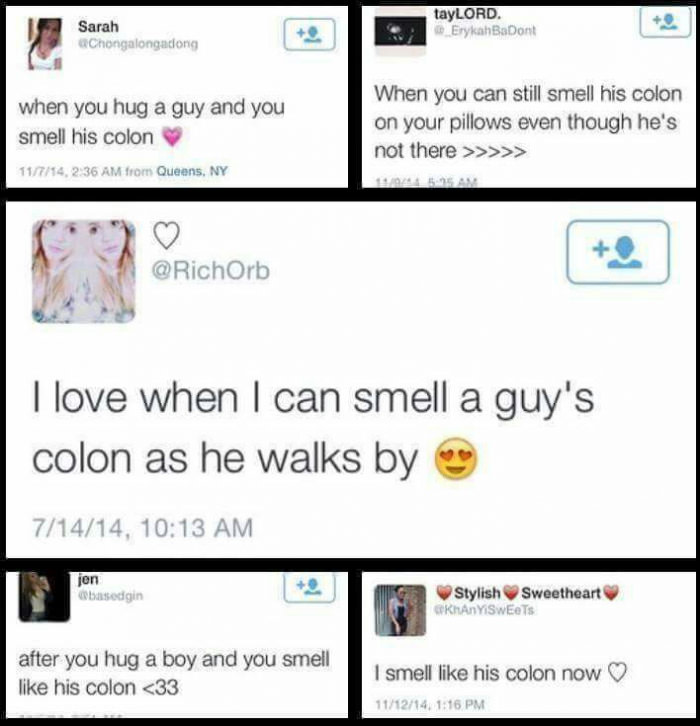 Sarah
@Chongalongadong
when you hug a guy and you
smell his colon 💗
11/7/14, 2:36 AM from Queens, NY
tayLORD.
@_ErykahBaDont
When you can still smell his colon
on your pillows even though he's
not there >>>>>
11/9/14, 5:35 AM
♡
@RichOrb
I love when I can smell a guy's
colon as he walks by 😍
7/14/14, 10:13 AM
jen
@basedgin
after you hug a boy and you smell
like his colon <33
❤Stylish❤Sweetheart❤
@KhAnYiSwEeTs
I smell like his colon now ♡
11/12/14, 1:16 PM